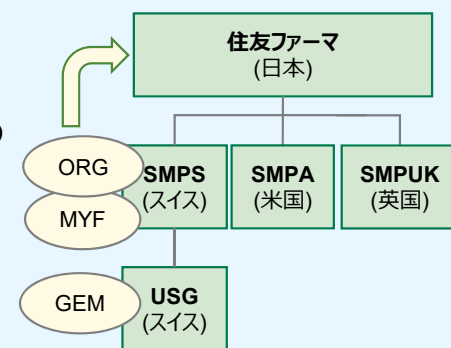 住友ファーマ
(日本)
ORG
MYF
SMPS
(スイス)
SMPA
(米国)
SMPUK
(英国)
GEM
USG
(スイス)